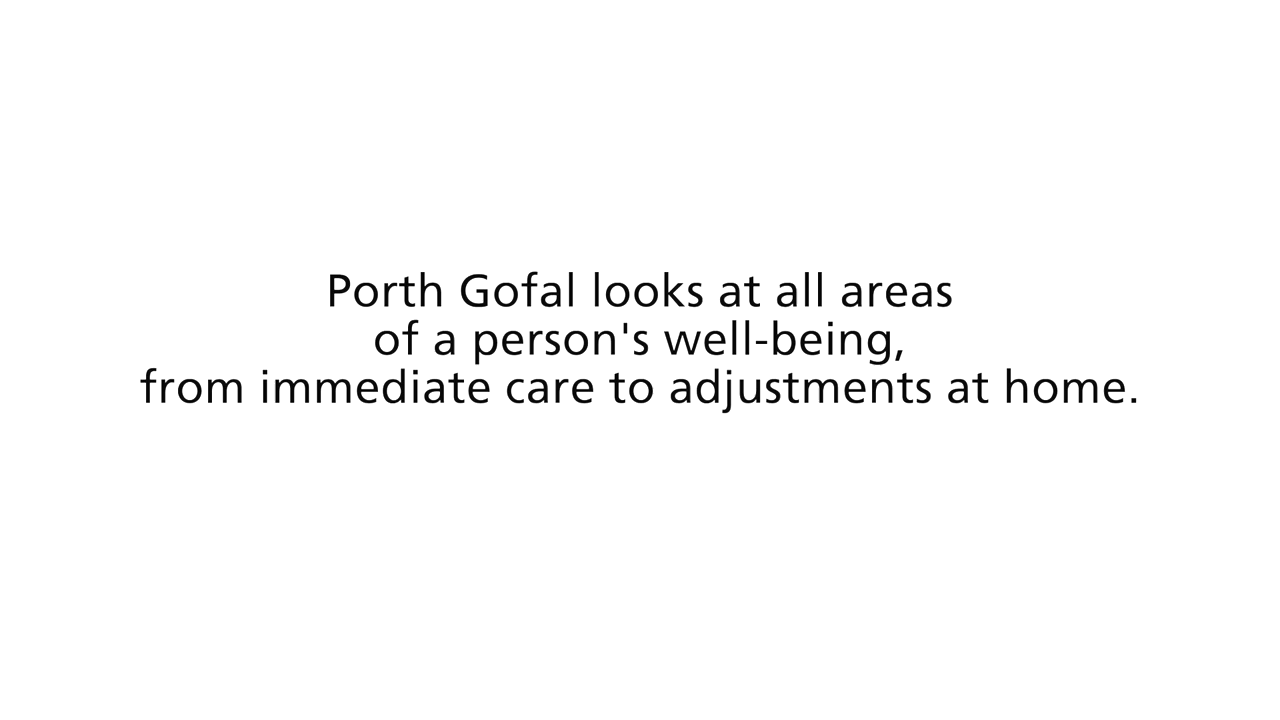 Porth Gofal looks at all areas
of a person's well-being,
from immediate care to adjustments at home.